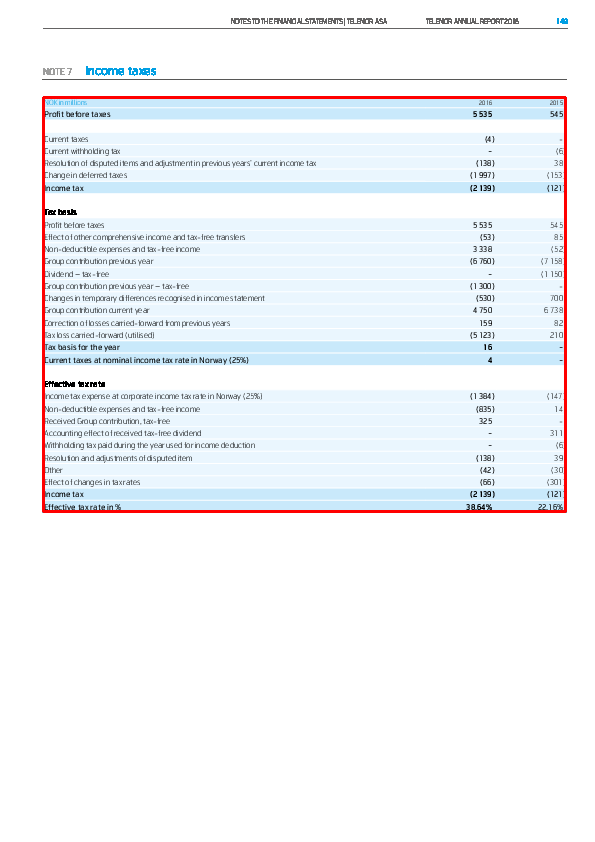 NOTES TO THE FINANCIAL STATEMENTS | TELENOR ASA TELENOR ANNUAL REPORT 2016 149
NOTE 7 Income taxes
NOK in millions 2016 2015
Profit before taxes 5 535 545
Current taxes (4) –
Current withholding tax – (6
Resolution of disputed items and adjustment in previous years' current income tax (138) 38
Change in deferred taxes (1 997) (153
Income tax (2 139) (121
Tax basis
Profit before taxes 5 535 545
Effect of other comprehensive income and tax-free transfers (53) 85
Non-deductible expenses and tax-free income 3 338 (52
Group contribution previous year (6 760) (7 158
Dividend – tax-free – (1 150
Group contribution previous year – tax-free (1 300) –
Changes in temporary differences recognised in income statement (530) 700
Group contribution current year 4 750 6 738
Correction of losses carried-forward from previous years 159 82
Tax loss carried-forward (utilised) (5 123) 210
Tax basis for the year 16 –
Current taxes at nominal income tax rate in Norway (25%) 4 –
Effective tax rate
Income tax expense at corporate income tax rate in Norway (25%) (1 384) (147
Non-deductible expenses and tax-free income (835) 14
Received Group contribution, tax-free 325 –
Accounting effect of received tax-free dividend – 311
Withholding tax paid during the year used for income deduction – (6
Resolution and adjustments of disputed item (138) 39
Other (42) (30
Effect of changes in tax rates (66) (301
Income tax (2 139) (121
Effective tax rate in % 38,64% 22,16%